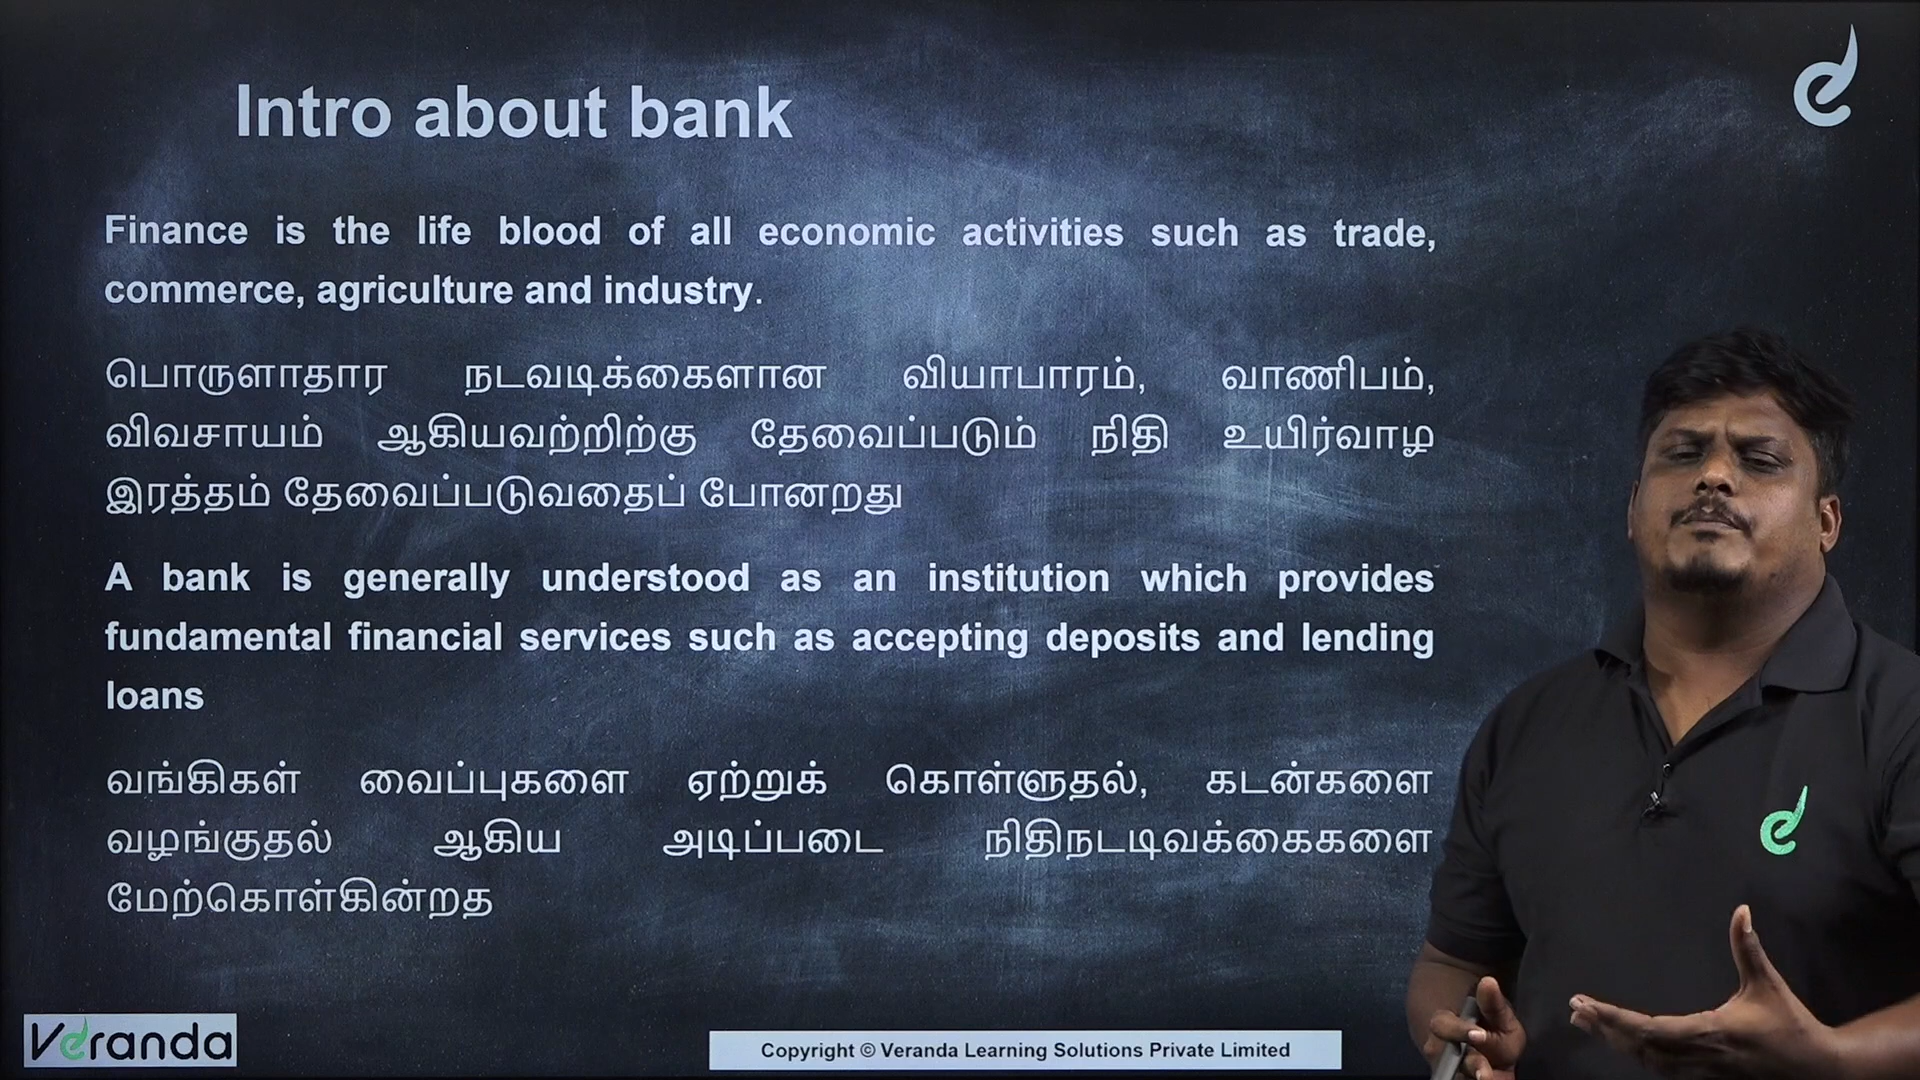 Intro about bank
Finance is the life blood of all economic activities such as trade,
commerce, agriculture and industry.
பொருளாதார நடவடிக்கைளான வியாபாரம், வாணிபம்,
விவசாயம் ஆகியவற்றிற்கு தேவைப்படும் நிதி உயிர்வாழ
இரத்தம் தேவைப்படுவதைப் போனறது
A bank is generally understood as an institution which provides
fundamental financial services such as accepting deposits and lending
loans
வங்கிகள் வைப்புகளை ஏற்றுக் கொள்ளுதல், கடன்களை
வழங்குதல் ஆகிய அடிப்படை நிதிநடடிவக்கைகளை
மேற்கொள்கின்றத
Veranda
Copyright © Veranda Learning Solutions Private Limited